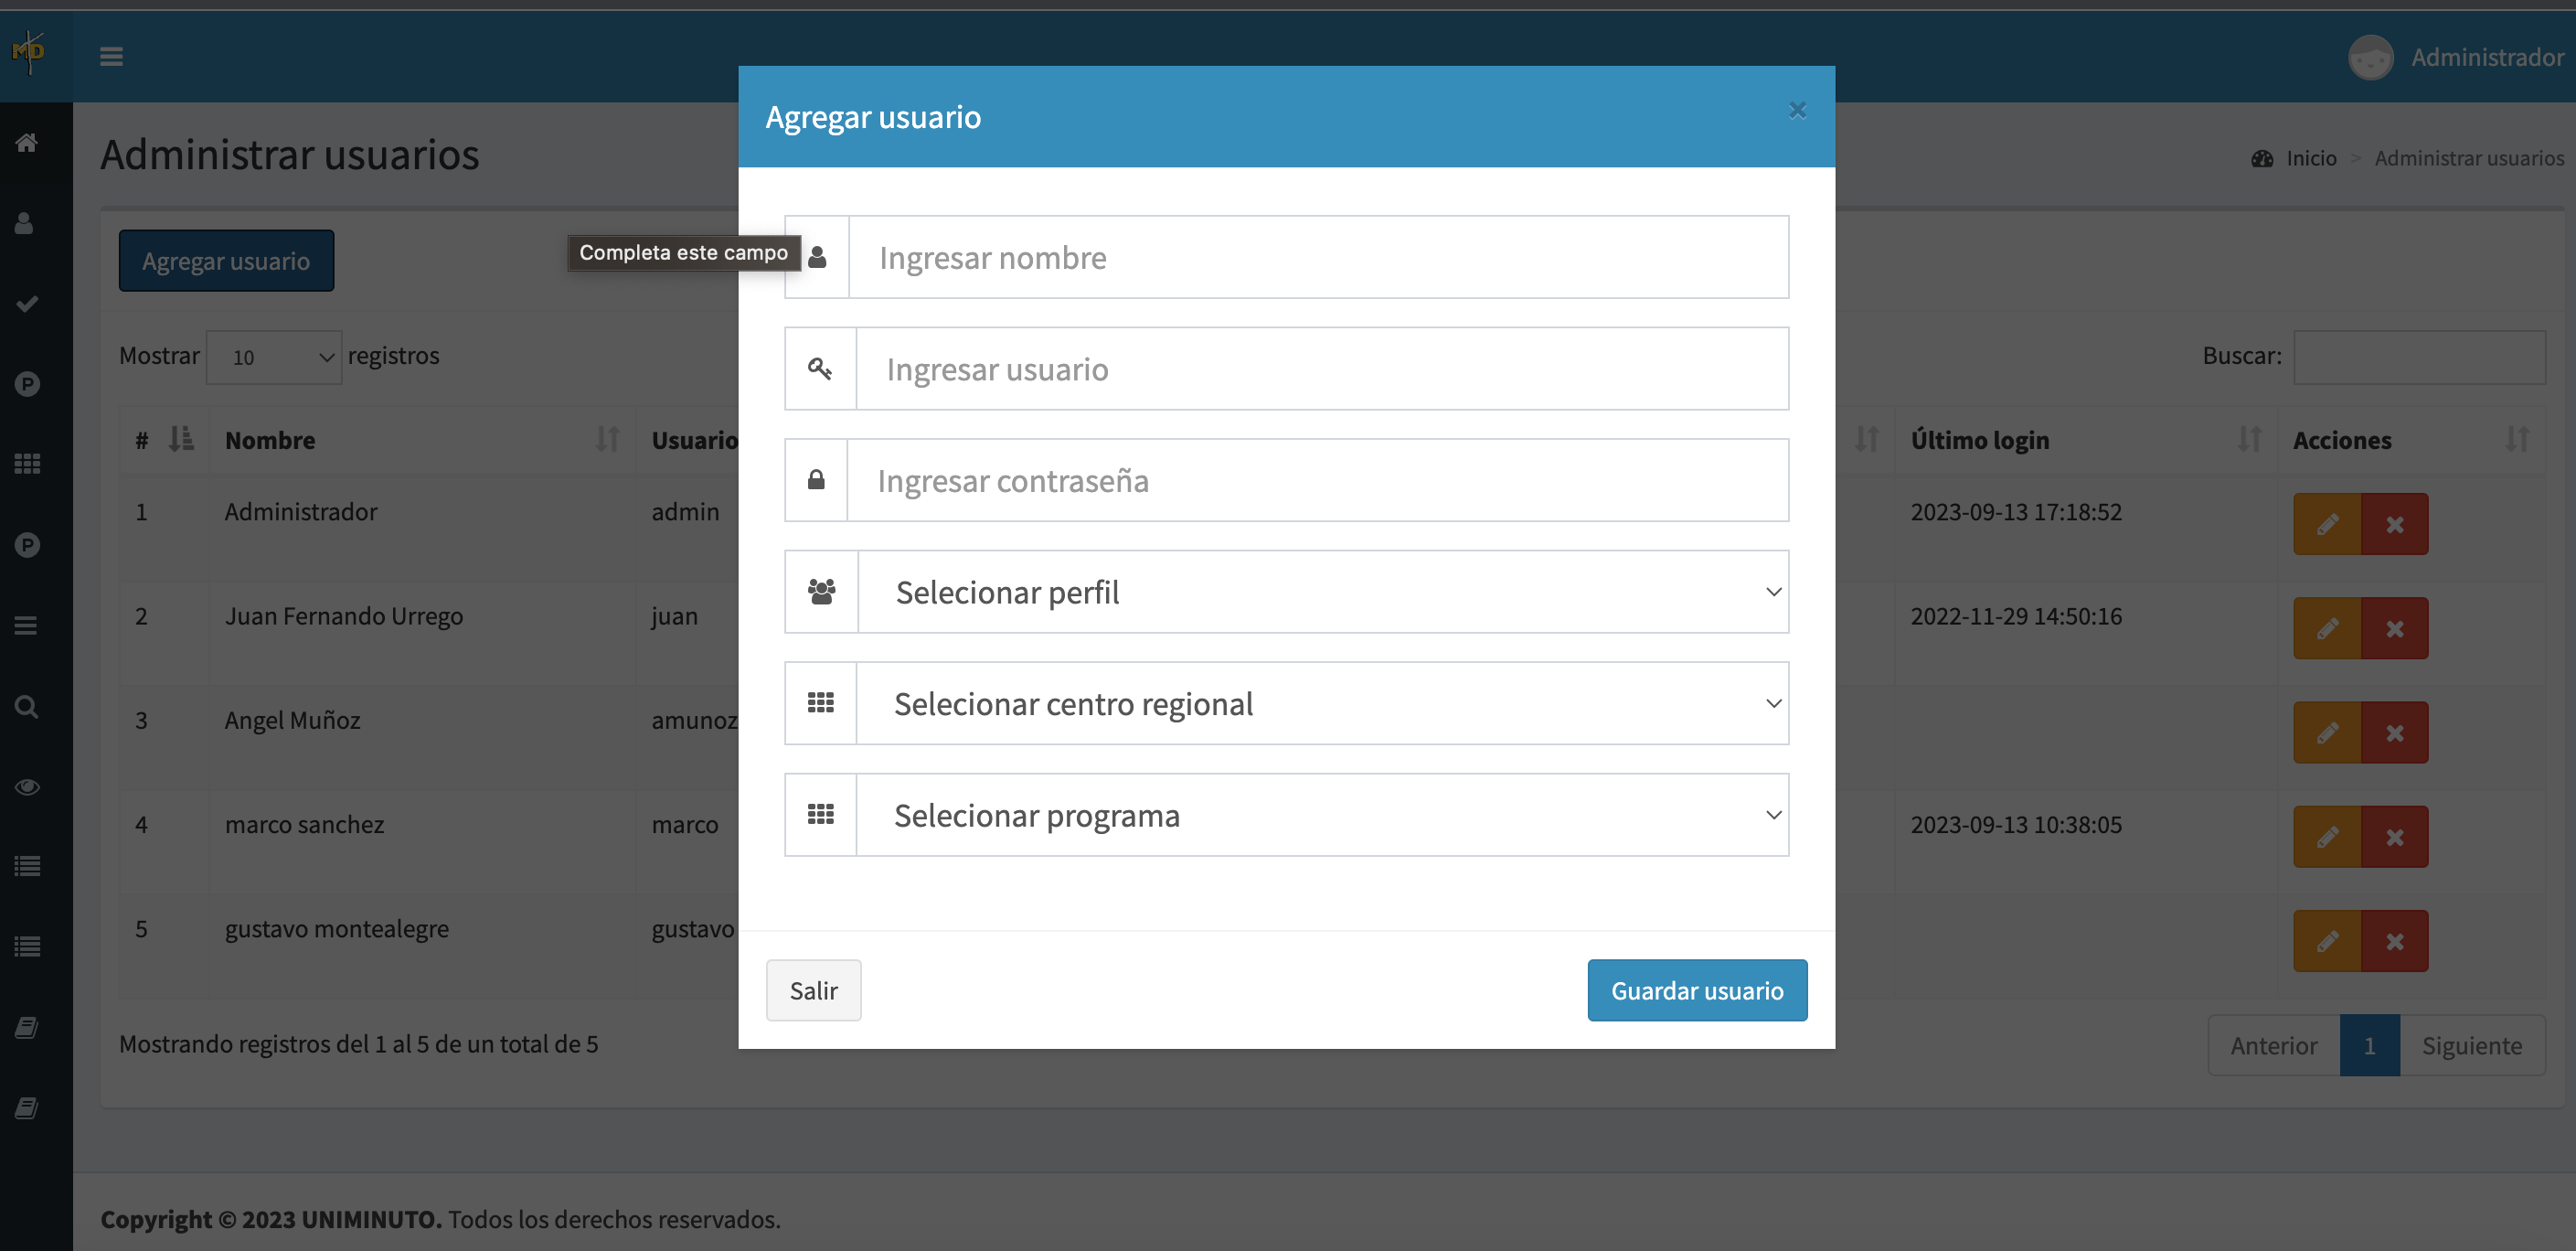 MD
Administrador
Agregar usuario
×
Administrar usuarios
Inicio > Administrar usuarios
Agregar usuario
Completa este campo
Ingresar nombre
Mostrar 10 registros
Buscar:
Ingresar usuario
# Nombre Usuario Último login Acciones
Ingresar contraseña
1 Administrador admin 2023-09-13 17:18:52
Selecionar perfil
2 Juan Fernando Urrego juan 2022-11-29 14:50:16
Selecionar centro regional
3 Angel Muñoz amunoz
Selecionar programa
4 marco sanchez marco 2023-09-13 10:38:05
5 gustavo montealegre gustavo
Salir
Guardar usuario
Mostrando registros del 1 al 5 de un total de 5
Anterior 1 Siguiente
Copyright © 2023 UNIMINUTO. Todos los derechos reservados.